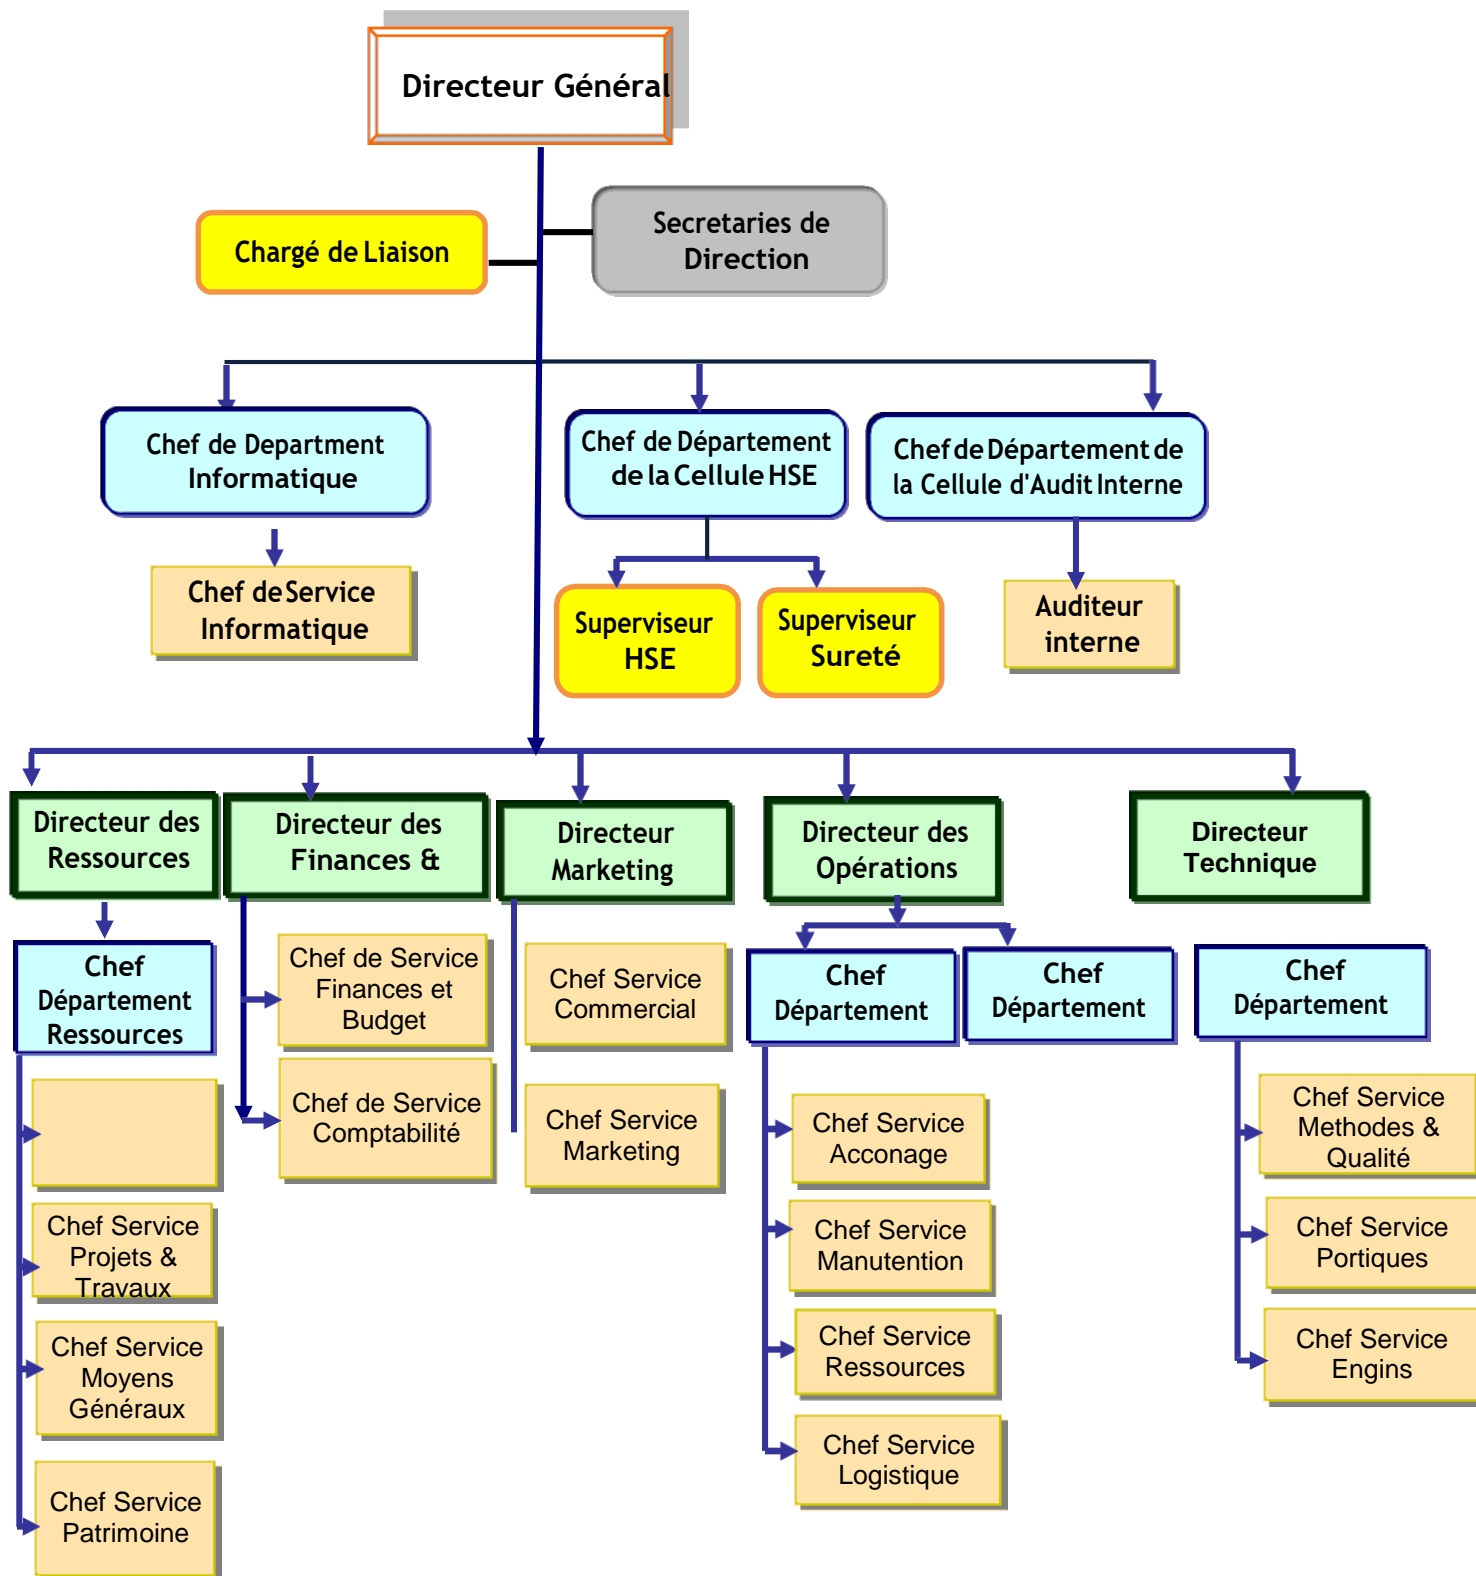 Directeur Général
Secretaries de
Direction
Chargé de Liaison
Chef de Department
Informatique
Chef de Département
de la Cellule HSE
Chef de Département de
la Cellule d'Audit Interne
Chef de Service
Informatique
Superviseur
HSE
Superviseur
Sureté
Auditeur
interne
Directeur des
Ressources
Directeur des
Finances &
Directeur
Marketing
Directeur des
Opérations
Directeur
Technique
Chef
Département
Ressources
Chef de Service
Finances et
Budget
Chef Service
Commercial
Chef
Département
Chef
Département
Chef
Département
Chef de Service
Comptabilité
Chef Service
Marketing
Chef Service
Acconage
Chef Service
Methodes &
Qualité
Chef Service
Projets &
Travaux
Chef Service
Manutention
Chef Service
Portiques
Chef Service
Moyens
Généraux
Chef Service
Ressources
Chef Service
Engins
Chef Service
Patrimoine
Chef Service
Logistique